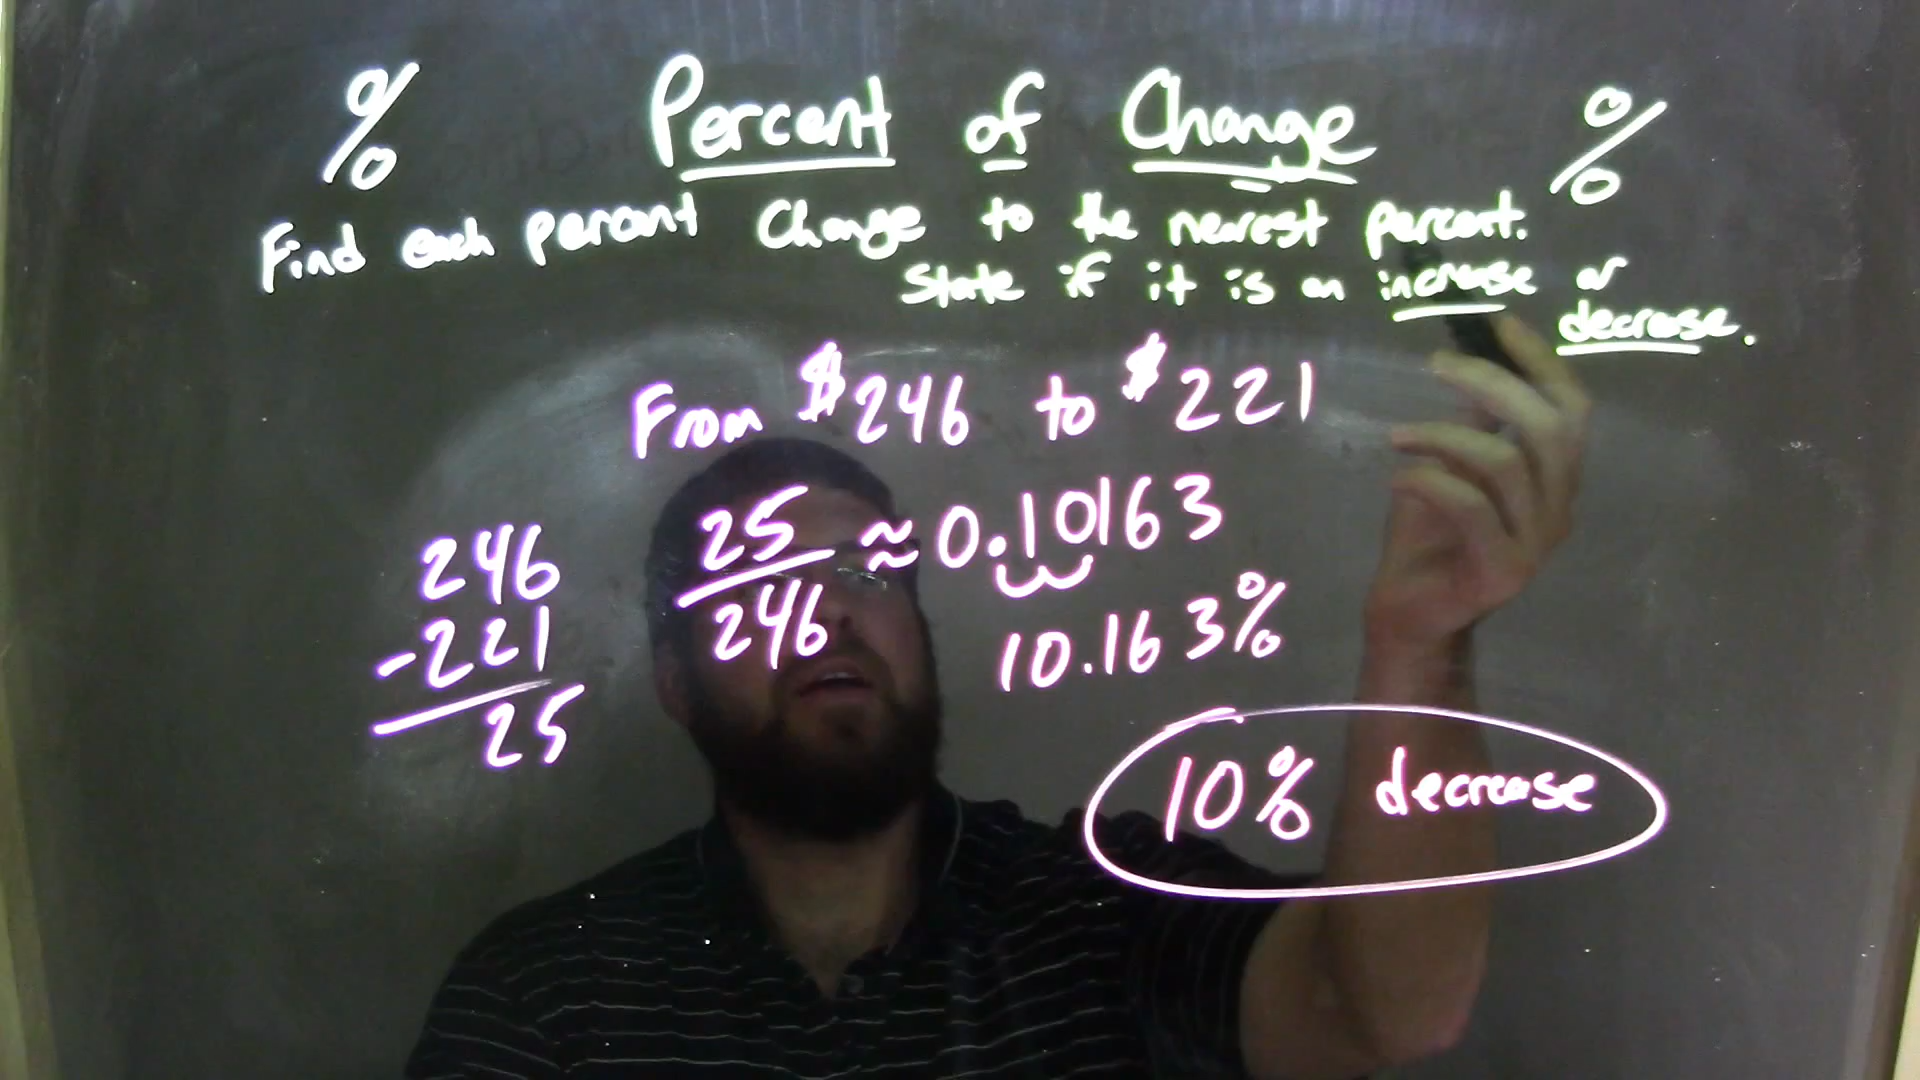 % Percent of Change %
Find each percent change to the nearest percent.
State if it is an increase or
decrease.
From $246 to $221
246
-221
25
25/246 ≈ 0.10163
10.163%
10% decrease